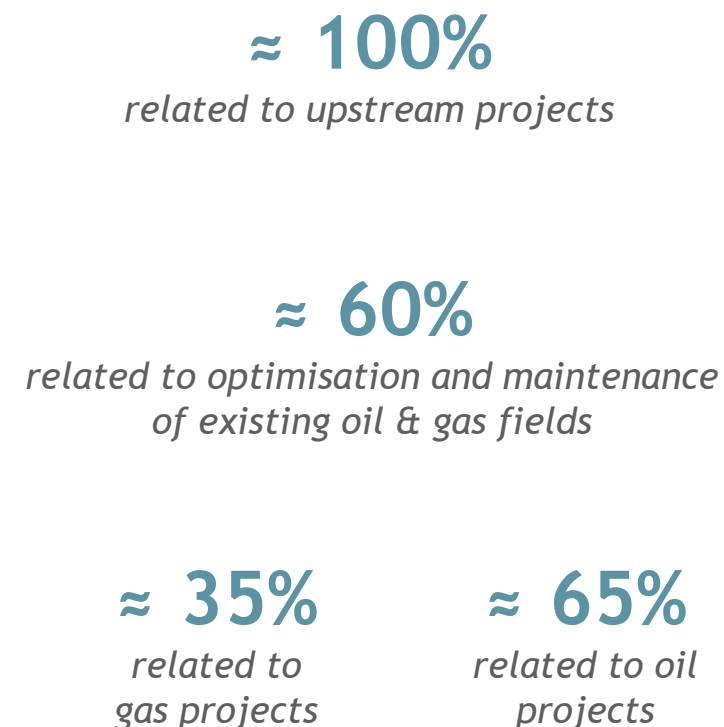 ≈ 100%
related to upstream projects
≈ 60%
related to optimisation and maintenance
of existing oil & gas fields
≈ 35%
related to
gas projects
≈ 65%
related to oil
projects